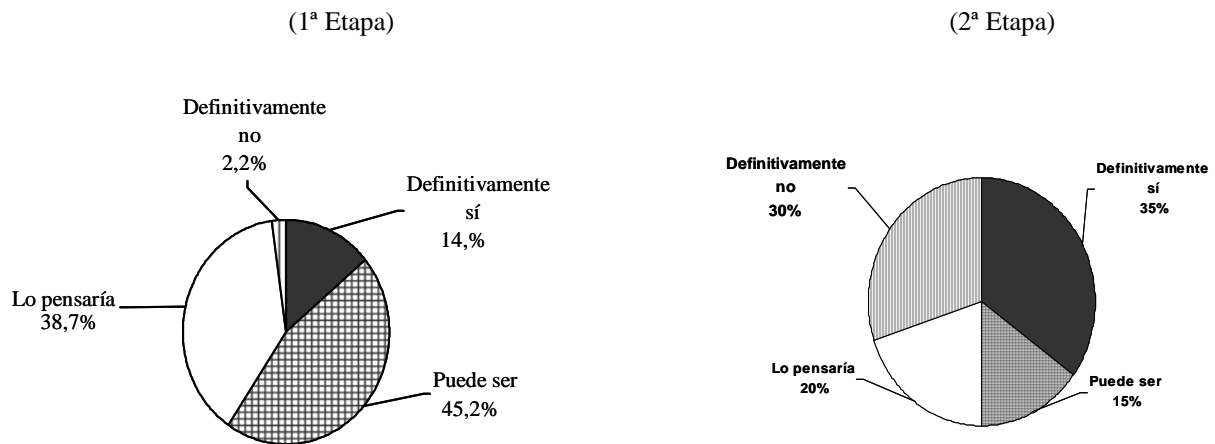 (1ª Etapa)
Definitivamente
no
2,2%
Definitivamente
sí
14,%
Lo pensaría
38,7%
Puede ser
45,2%
(2ª Etapa)
Definitivamente
no
30%
Definitivamente
sí
35%
Lo pensaría
20%
Puede ser
15%